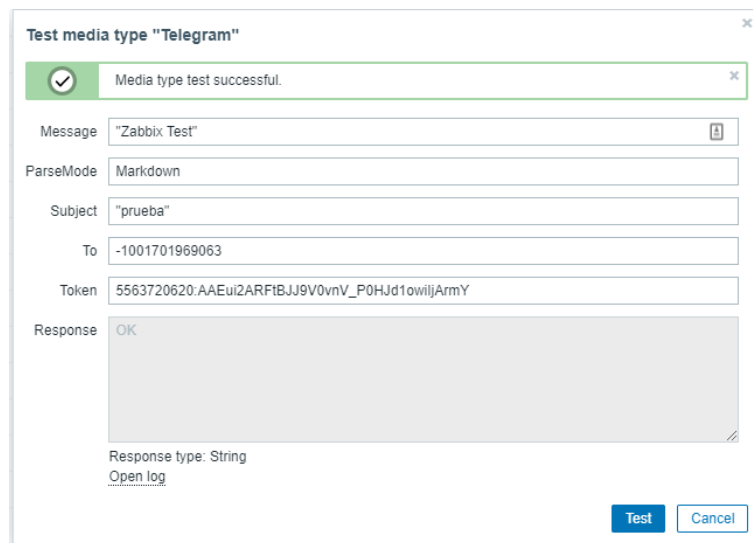 Test media type "Telegram"
Media type test successful.
Message "Zabbix Test"
ParseMode Markdown
Subject "prueba"
To -1001701969063
Token 5563720620:AAEui2ARFtBJJ9V0vnV_P0HJd1owiljArmY
Response OK
Response type: String
Open log
Test Cancel